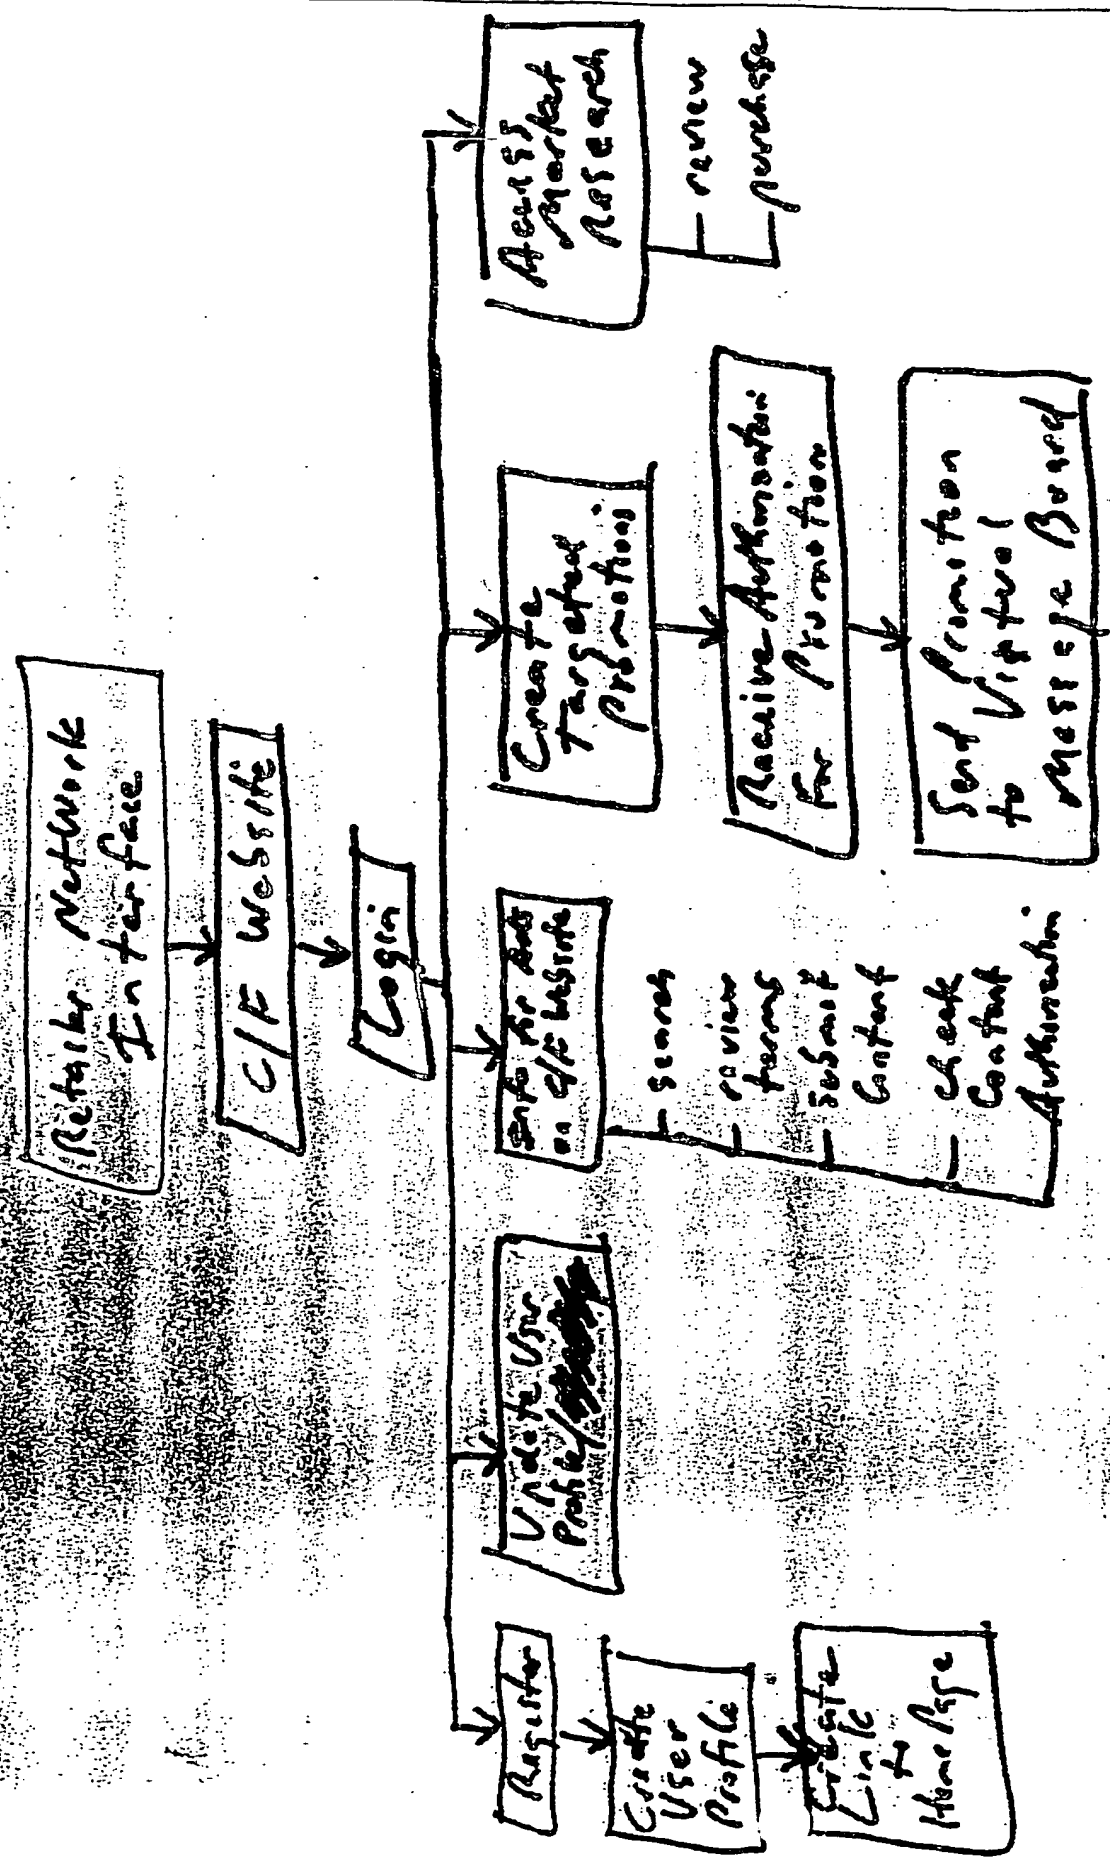 Retailer Network
Interface
C/F Website
Login
Register
Create
User
Profile
Create
Link
to
Home Page
Update User
Profile/
Info for
on C/F Website
search
review
terms
submit
Content
check
Content
Authorization
Create
Targeted
Promotions
Receive Authorization
for Promotion
Send Promotion
to Virtual
Message Board
Access
Market
Research
review
purchase